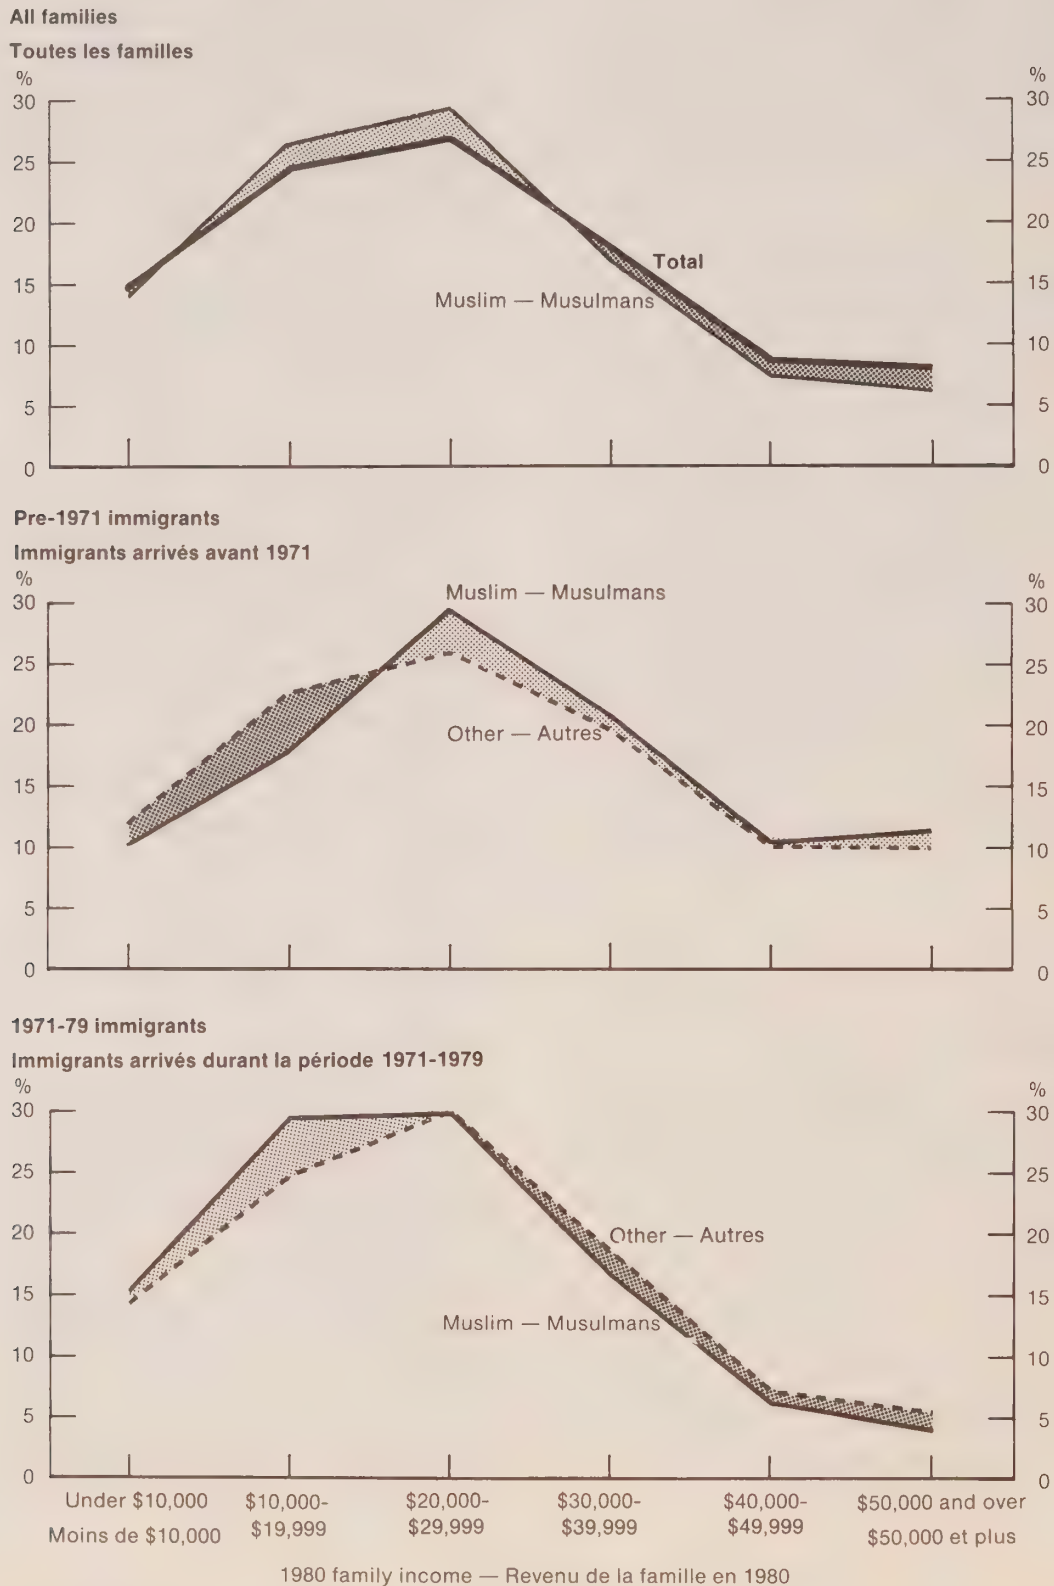 All families
Toutes les familles
% %
30 30
25 25
20 20
Total
15 15
Muslim — Musulmans
10 10
5 5
0 0
Pre-1971 immigrants
Immigrants arrivés avant 1971
% %
Muslim — Musulmans
30 30
25 25
20 20
Other — Autres
15 15
10 10
5 5
0 0
1971-79 immigrants
Immigrants arrivés durant la période 1971-1979
% %
30 30
25 25
20 20
Other — Autres
15 15
Muslim — Musulmans
10 10
5 5
0 0
Under $10,000 $10,000- $20,000- $30,000- $40,000- $50,000 and over
Moins de $10,000 $19,999 $29,999 $39,999 $49,999 $50,000 et plus
1980 family income — Revenu de la famille en 1980